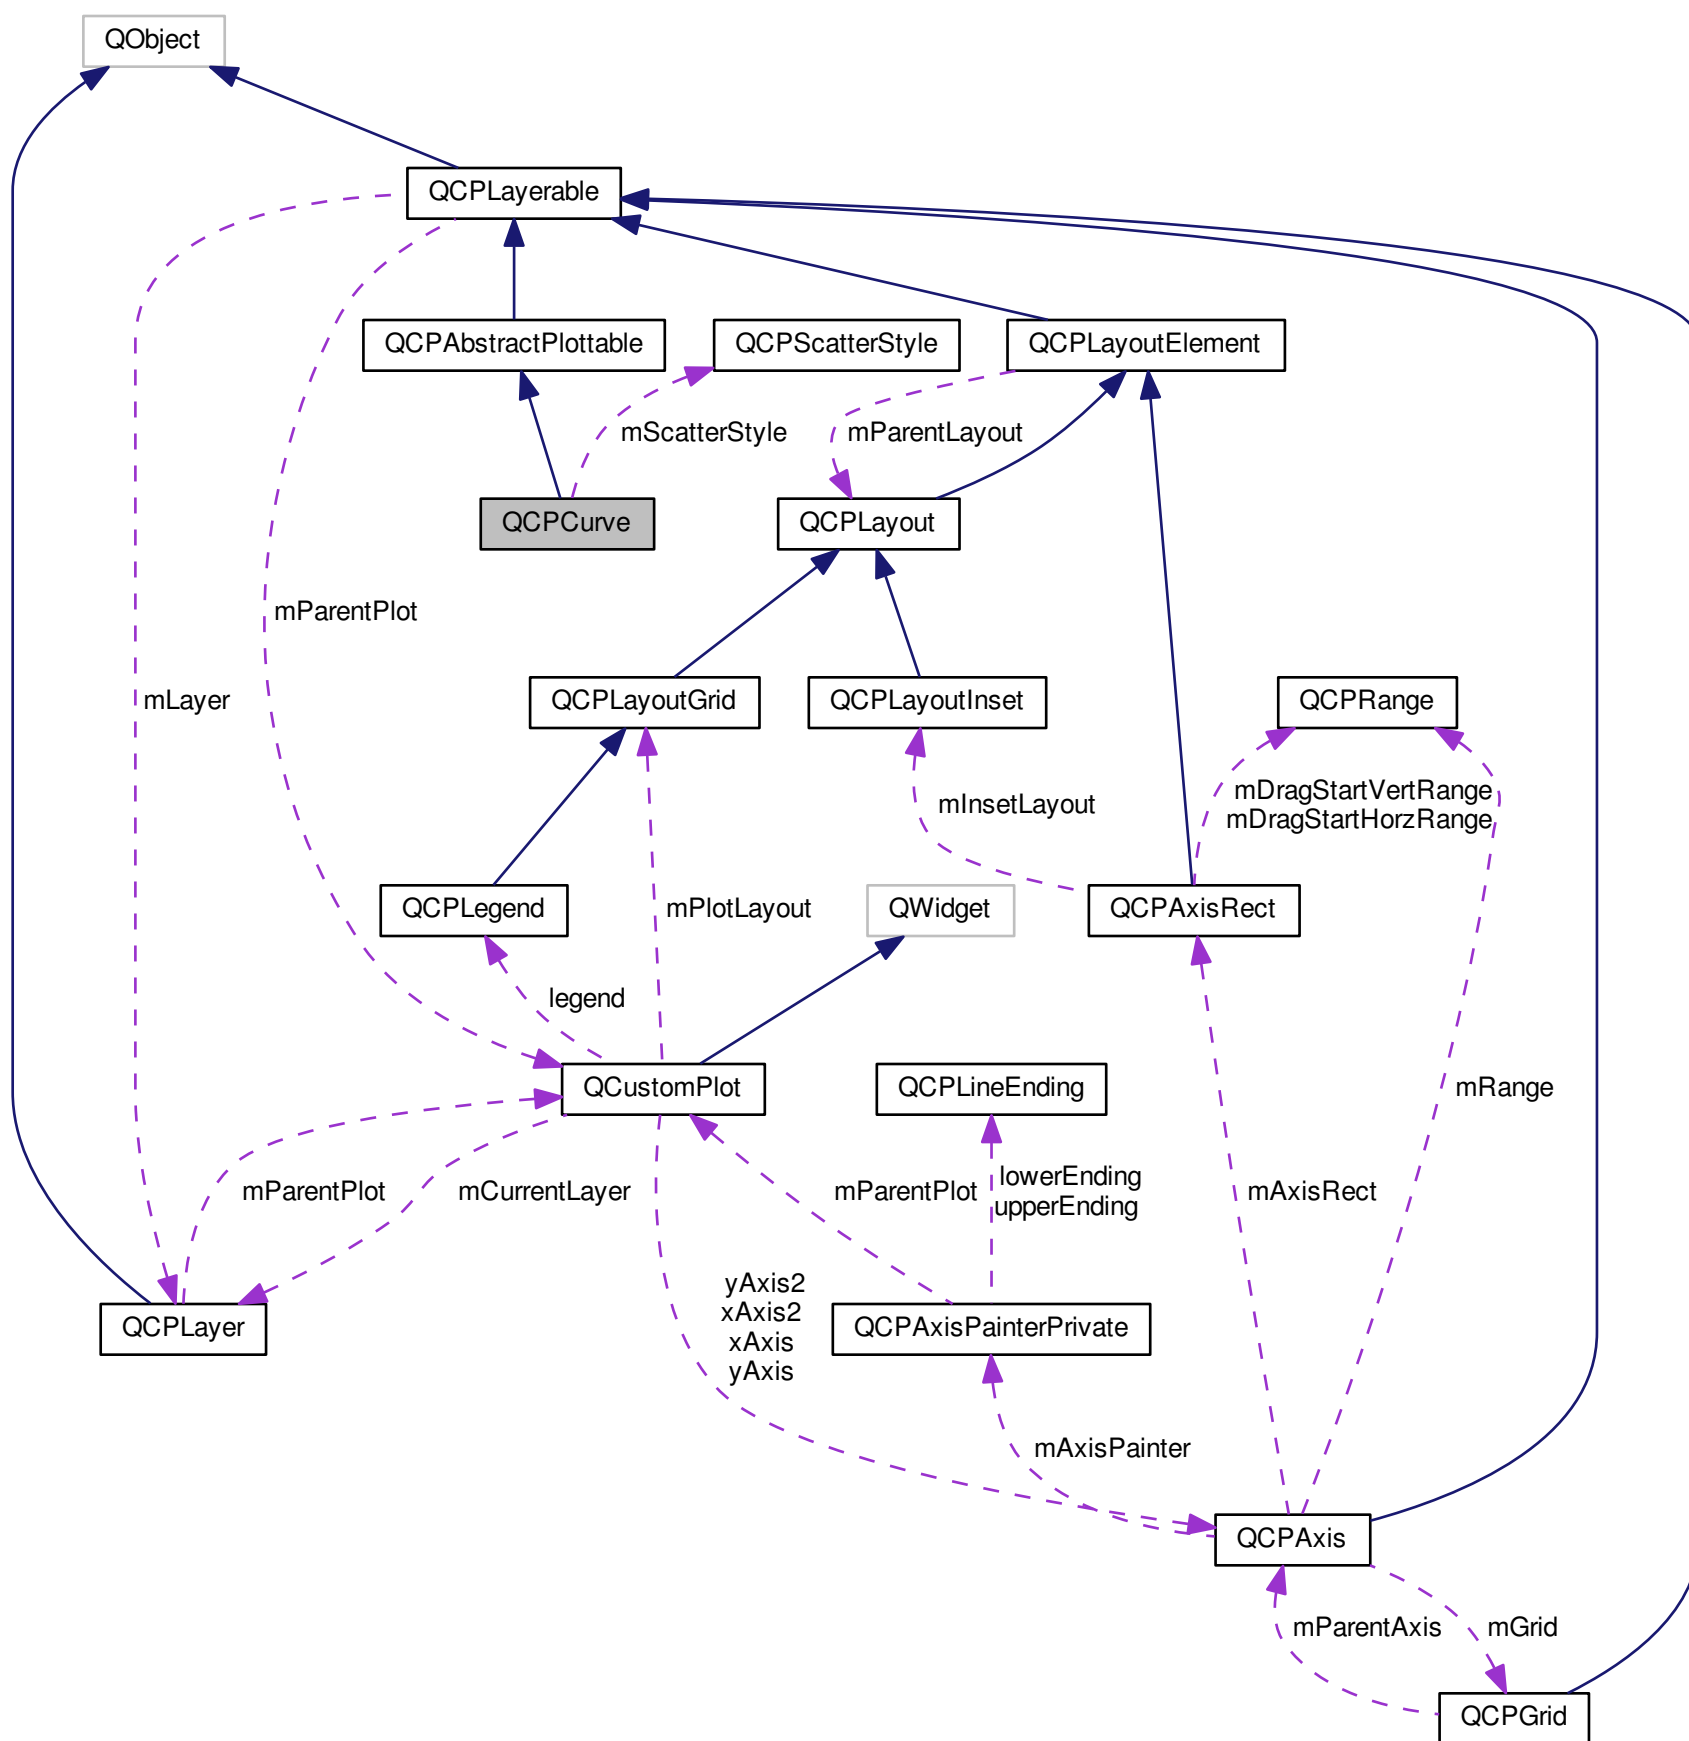 QObject
QCPLayerable
QCPAbstractPlottable
QCPScatterStyle
QCPLayoutElement
mScatterStyle
mParentLayout
QCPCurve
QCPLayout
mParentPlot
mLayer
QCPLayoutGrid
QCPLayoutInset
QCPRange
mDragStartVertRange
mDragStartHorzRange
mInsetLayout
QCPLegend
mPlotLayout
QWidget
QCPAxisRect
legend
QCustomPlot
QCPLineEnding
mRange
mParentPlot
mCurrentLayer
mParentPlot
lowerEnding
upperEnding
mAxisRect
yAxis2
xAxis2
xAxis
yAxis
QCPLayer
QCPAxisPainterPrivate
mAxisPainter
QCPAxis
mParentAxis
mGrid
QCPGrid